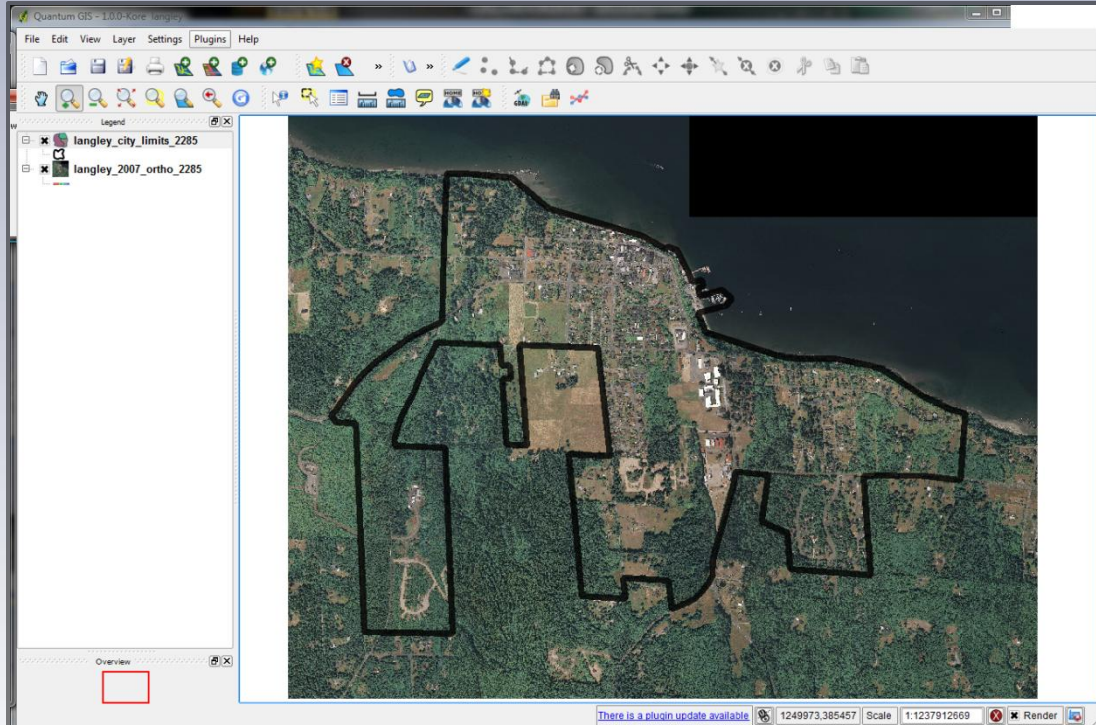 Quantum GIS - 1.0.0-Kore langley
File Edit View Layer Settings Plugins Help
» »
Legend
langley_city_limits_2285
langley_2007_ortho_2285
Overview
There is a plugin update available 1249973,385457 Scale 1:1237912669 Render